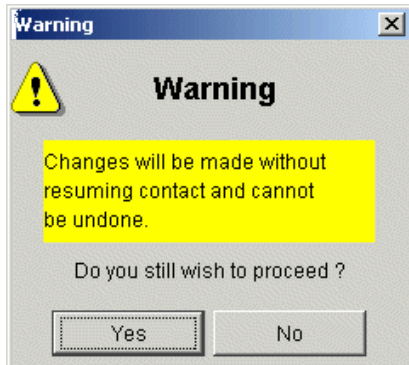 Warning
Warning
Changes will be made without
resuming contact and cannot
be undone.
Do you still wish to proceed ?
Yes No